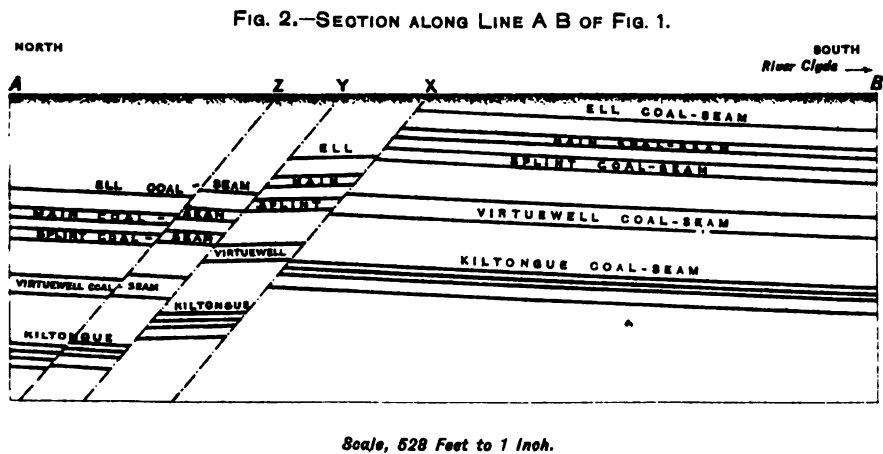 FIG. 2.—SECTION ALONG LINE A B OF FIG. 1.
NORTH
SOUTH
River Clyde
A Z Y X B
ELL COAL-SEAM
MAIN COAL-SEAM
SPLINT COAL-SEAM
VIRTUEWELL COAL-SEAM
KILTONGUE COAL-SEAM
ELL
MAIN
SPLINT
VIRTUEWELL
KILTONGUE
ELL COAL-SEAM
MAIN COAL-SEAM
SPLINT COAL-SEAM
VIRTUEWELL COAL-SEAM
KILTONGUE
Scale, 528 Feet to 1 Inch.